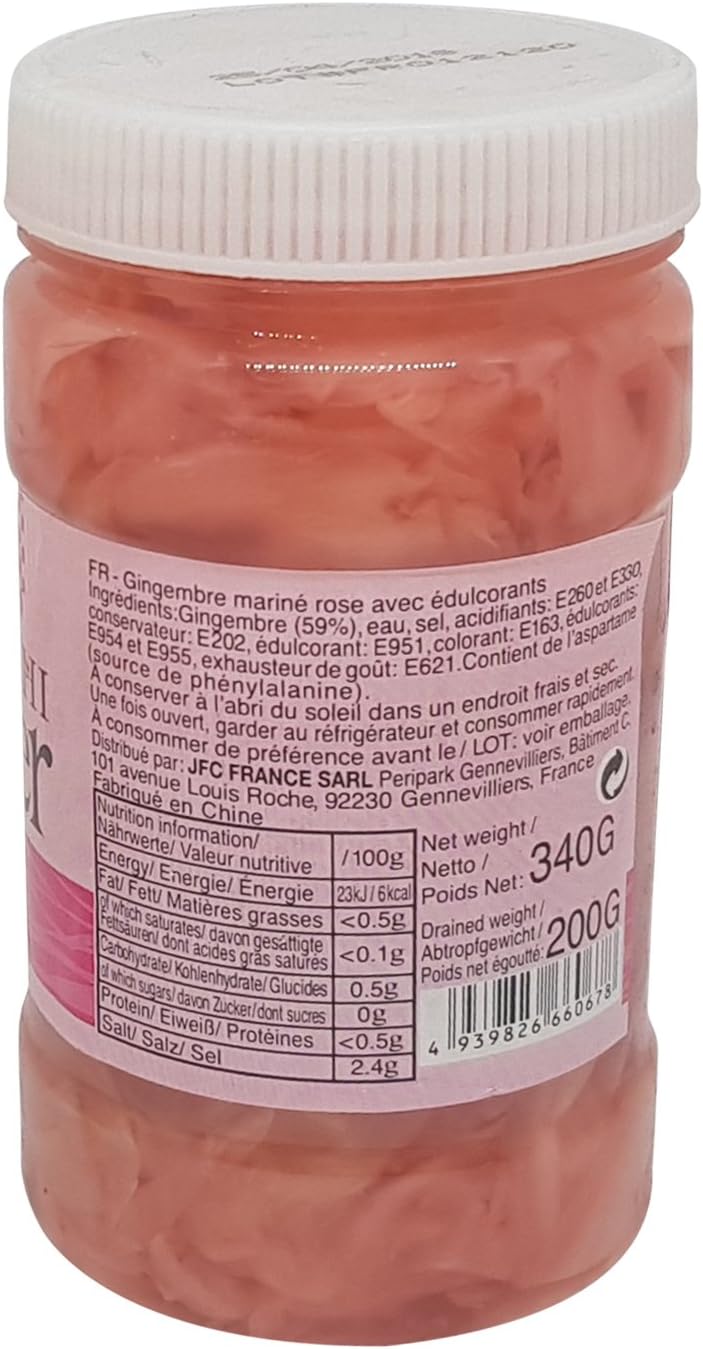 HI
er
FR - Gingembre mariné rose avec édulcorants
Ingrédients:Gingembre (59%), eau, sel, acidifiants: E260 et E330,
conservateur: E202, édulcorant: E951, colorant: E163, édulcorants:
E954 et E955, exhausteur de goût: E621.Contient de l'aspartame
(source de phénylalanine).
À conserver à l'abri du soleil dans un endroit frais et sec.
Une fois ouvert, garder au réfrigérateur et consommer rapidement.
À consommer de préférence avant le / LOT: voir emballage.
Distribué par: JFC FRANCE SARL Peripark Gennevilliers, Bâtiment C,
101 avenue Louis Roche, 92230 Gennevilliers, France
Fabriqué en Chine
Nutrition information/
Nährwerte/ Valeur nutritive /100g
Energy/ Energie/ Énergie 23kJ / 6kcal
Fat/ Fett/ Matières grasses <0.5g
of which saturates/ davon gesättigte
Fettsäuren/ dont acides gras saturés <0.1g
Carbohydrate/ Kohlenhydrate/ Glucides 0.5g
of which sugars/ davon Zucker/ dont sucres 0g
Protein/ Eiweiß/ Protéines <0.5g
Salt/ Salz/ Sel 2.4g
Net weight /
Netto /
Poids Net: 340G
Drained weight /
Abtropfgewicht /
Poids net égoutté: 200G
4 939826 660678